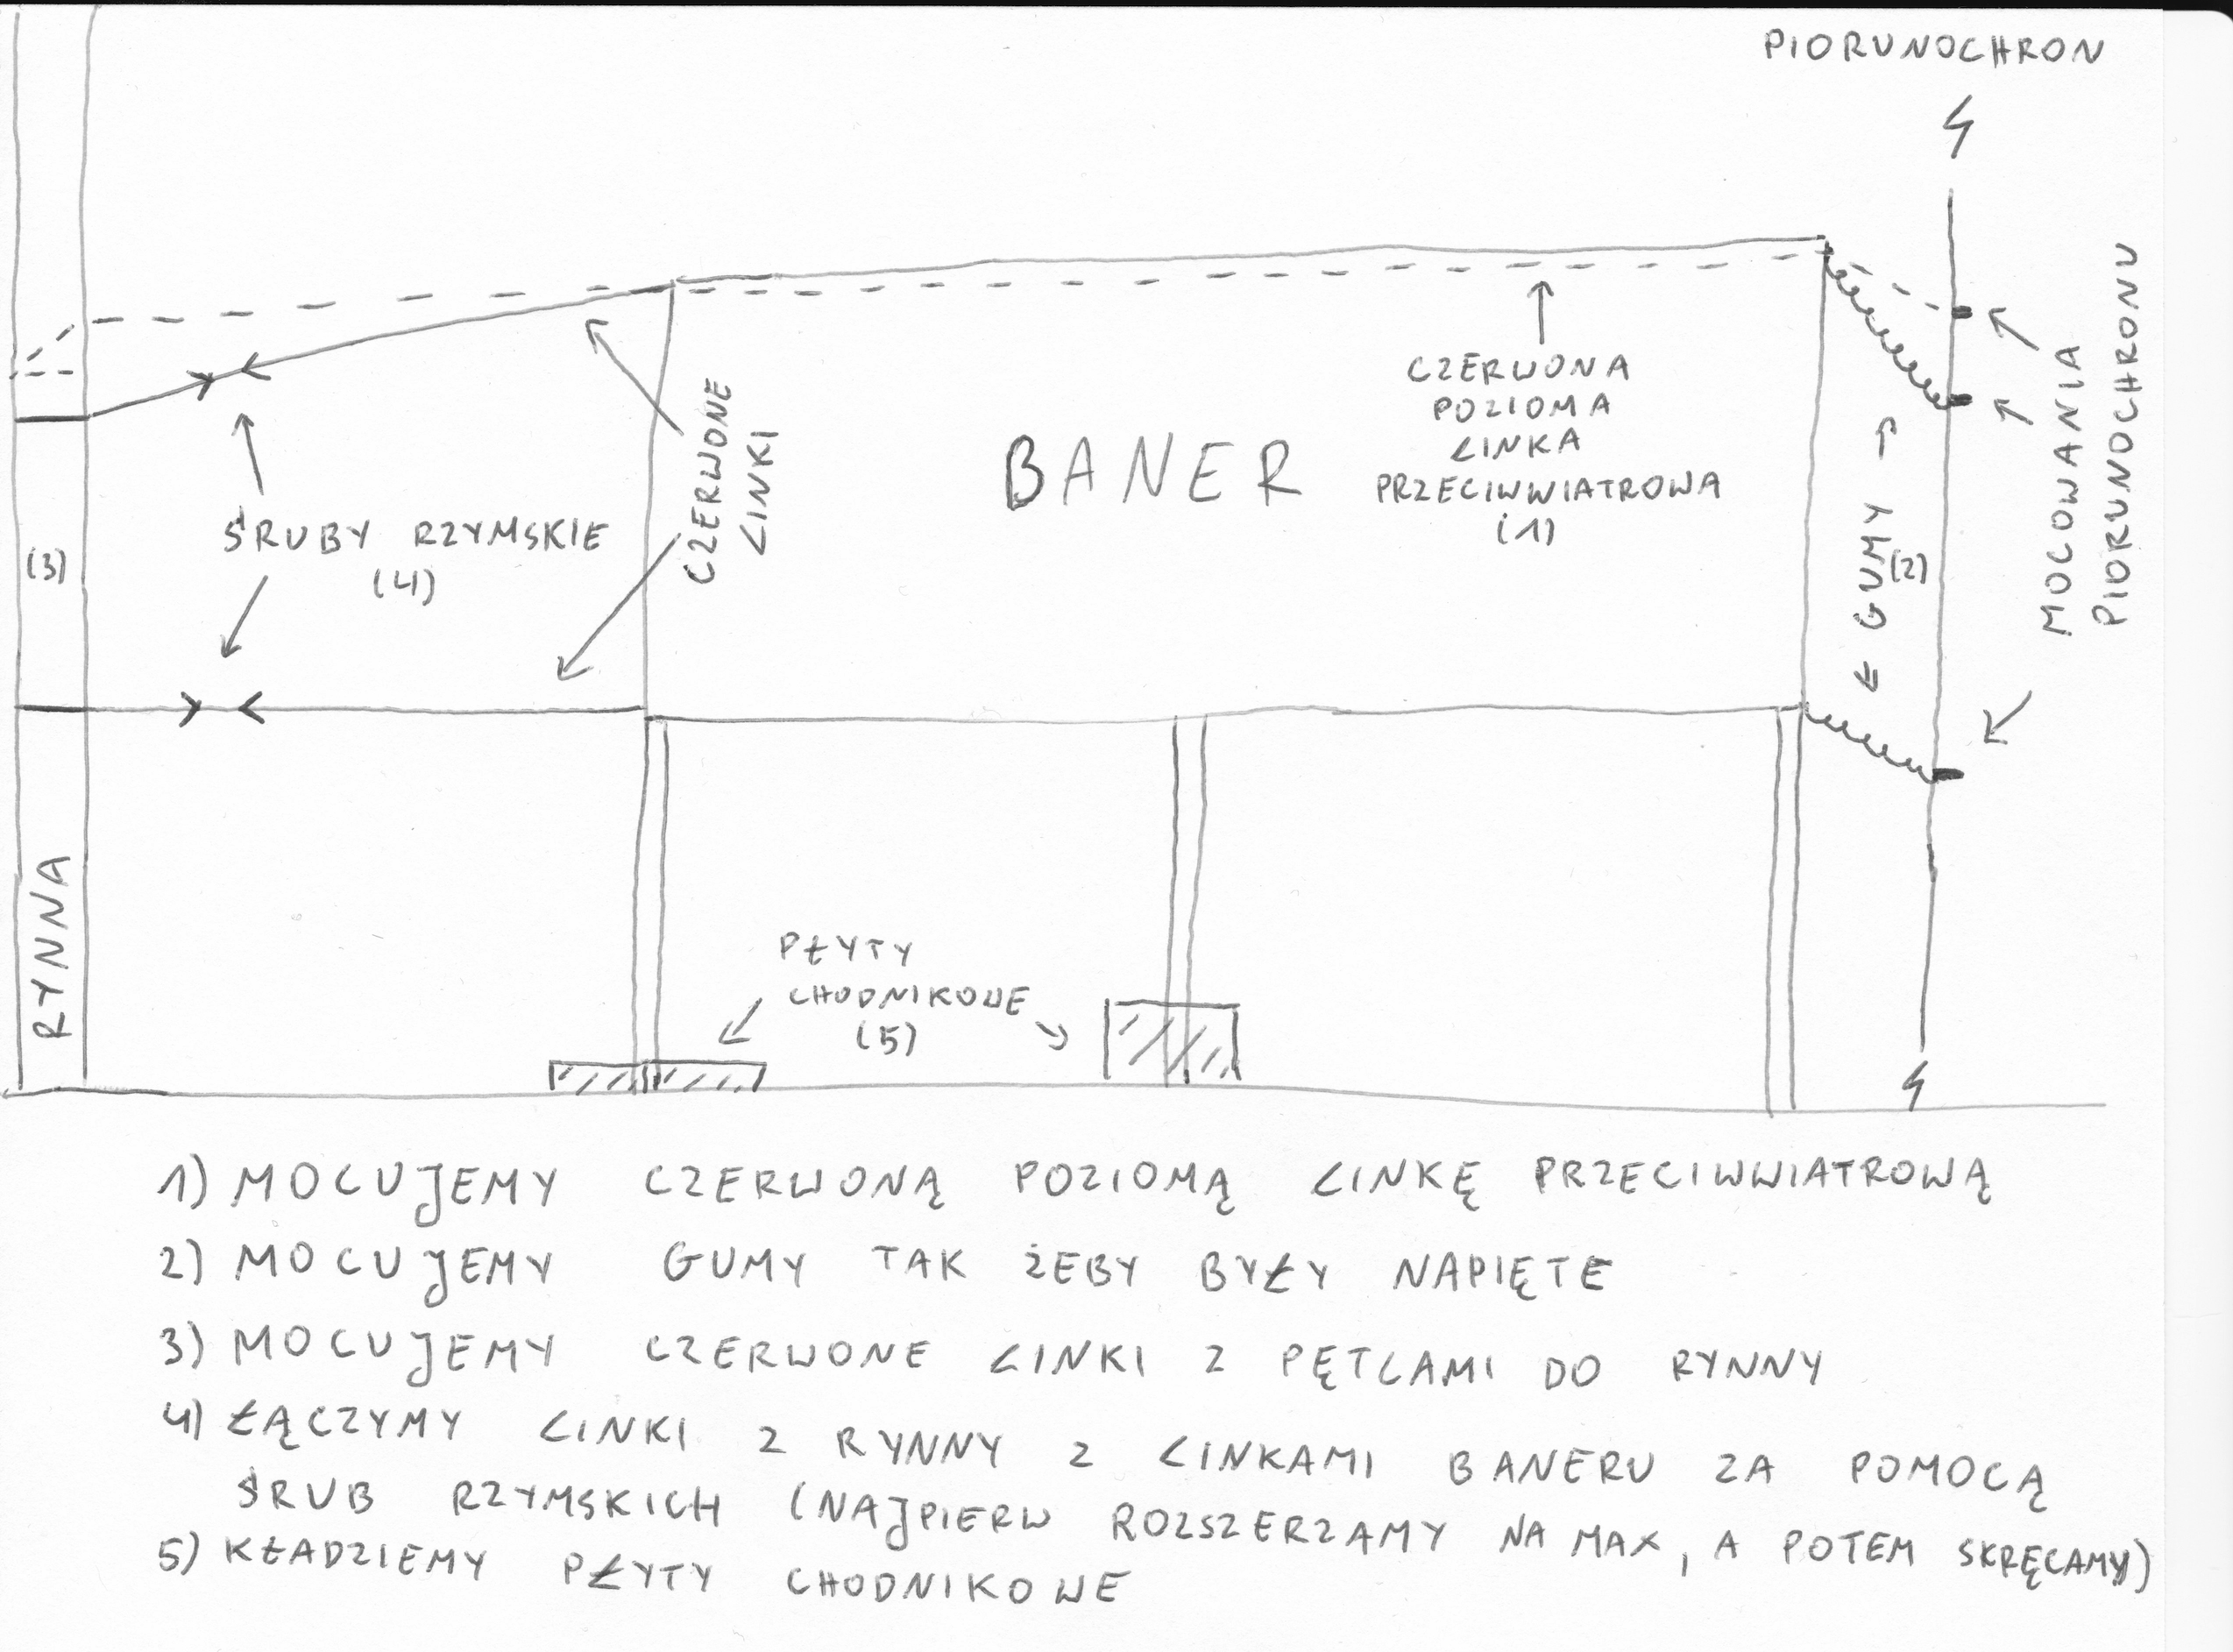 PIORUNOCHRON
CZERWONA
POZIOMA
LINKA
PRZECIWWIATROWA
(1)
MOCOWANIA
PIORUNOCHRONU
CZERWONE
LINKI
BANER
ŚRUBY RZYMSKIE
(4)
(3)
GUMY
(2)
RYNNA
PŁYTY
CHODNIKOWE
(5)
1) MOCUJEMY CZERWONĄ POZIOMĄ LINKĘ PRZECIWWIATROWĄ
2) MOCUJEMY GUMY TAK ŻEBY BYŁY NAPIĘTE
3) MOCUJEMY CZERWONE LINKI Z PĘTLAMI DO RYNNY
4) ŁĄCZYMY LINKI Z RYNNY Z LINKAMI BANERU ZA POMOCĄ
ŚRUB RZYMSKICH (NAJPIERW ROZSZERZAMY NA MAX, A POTEM SKRĘCAMY)
5) KŁADZIEMY PŁYTY CHODNIKOWE